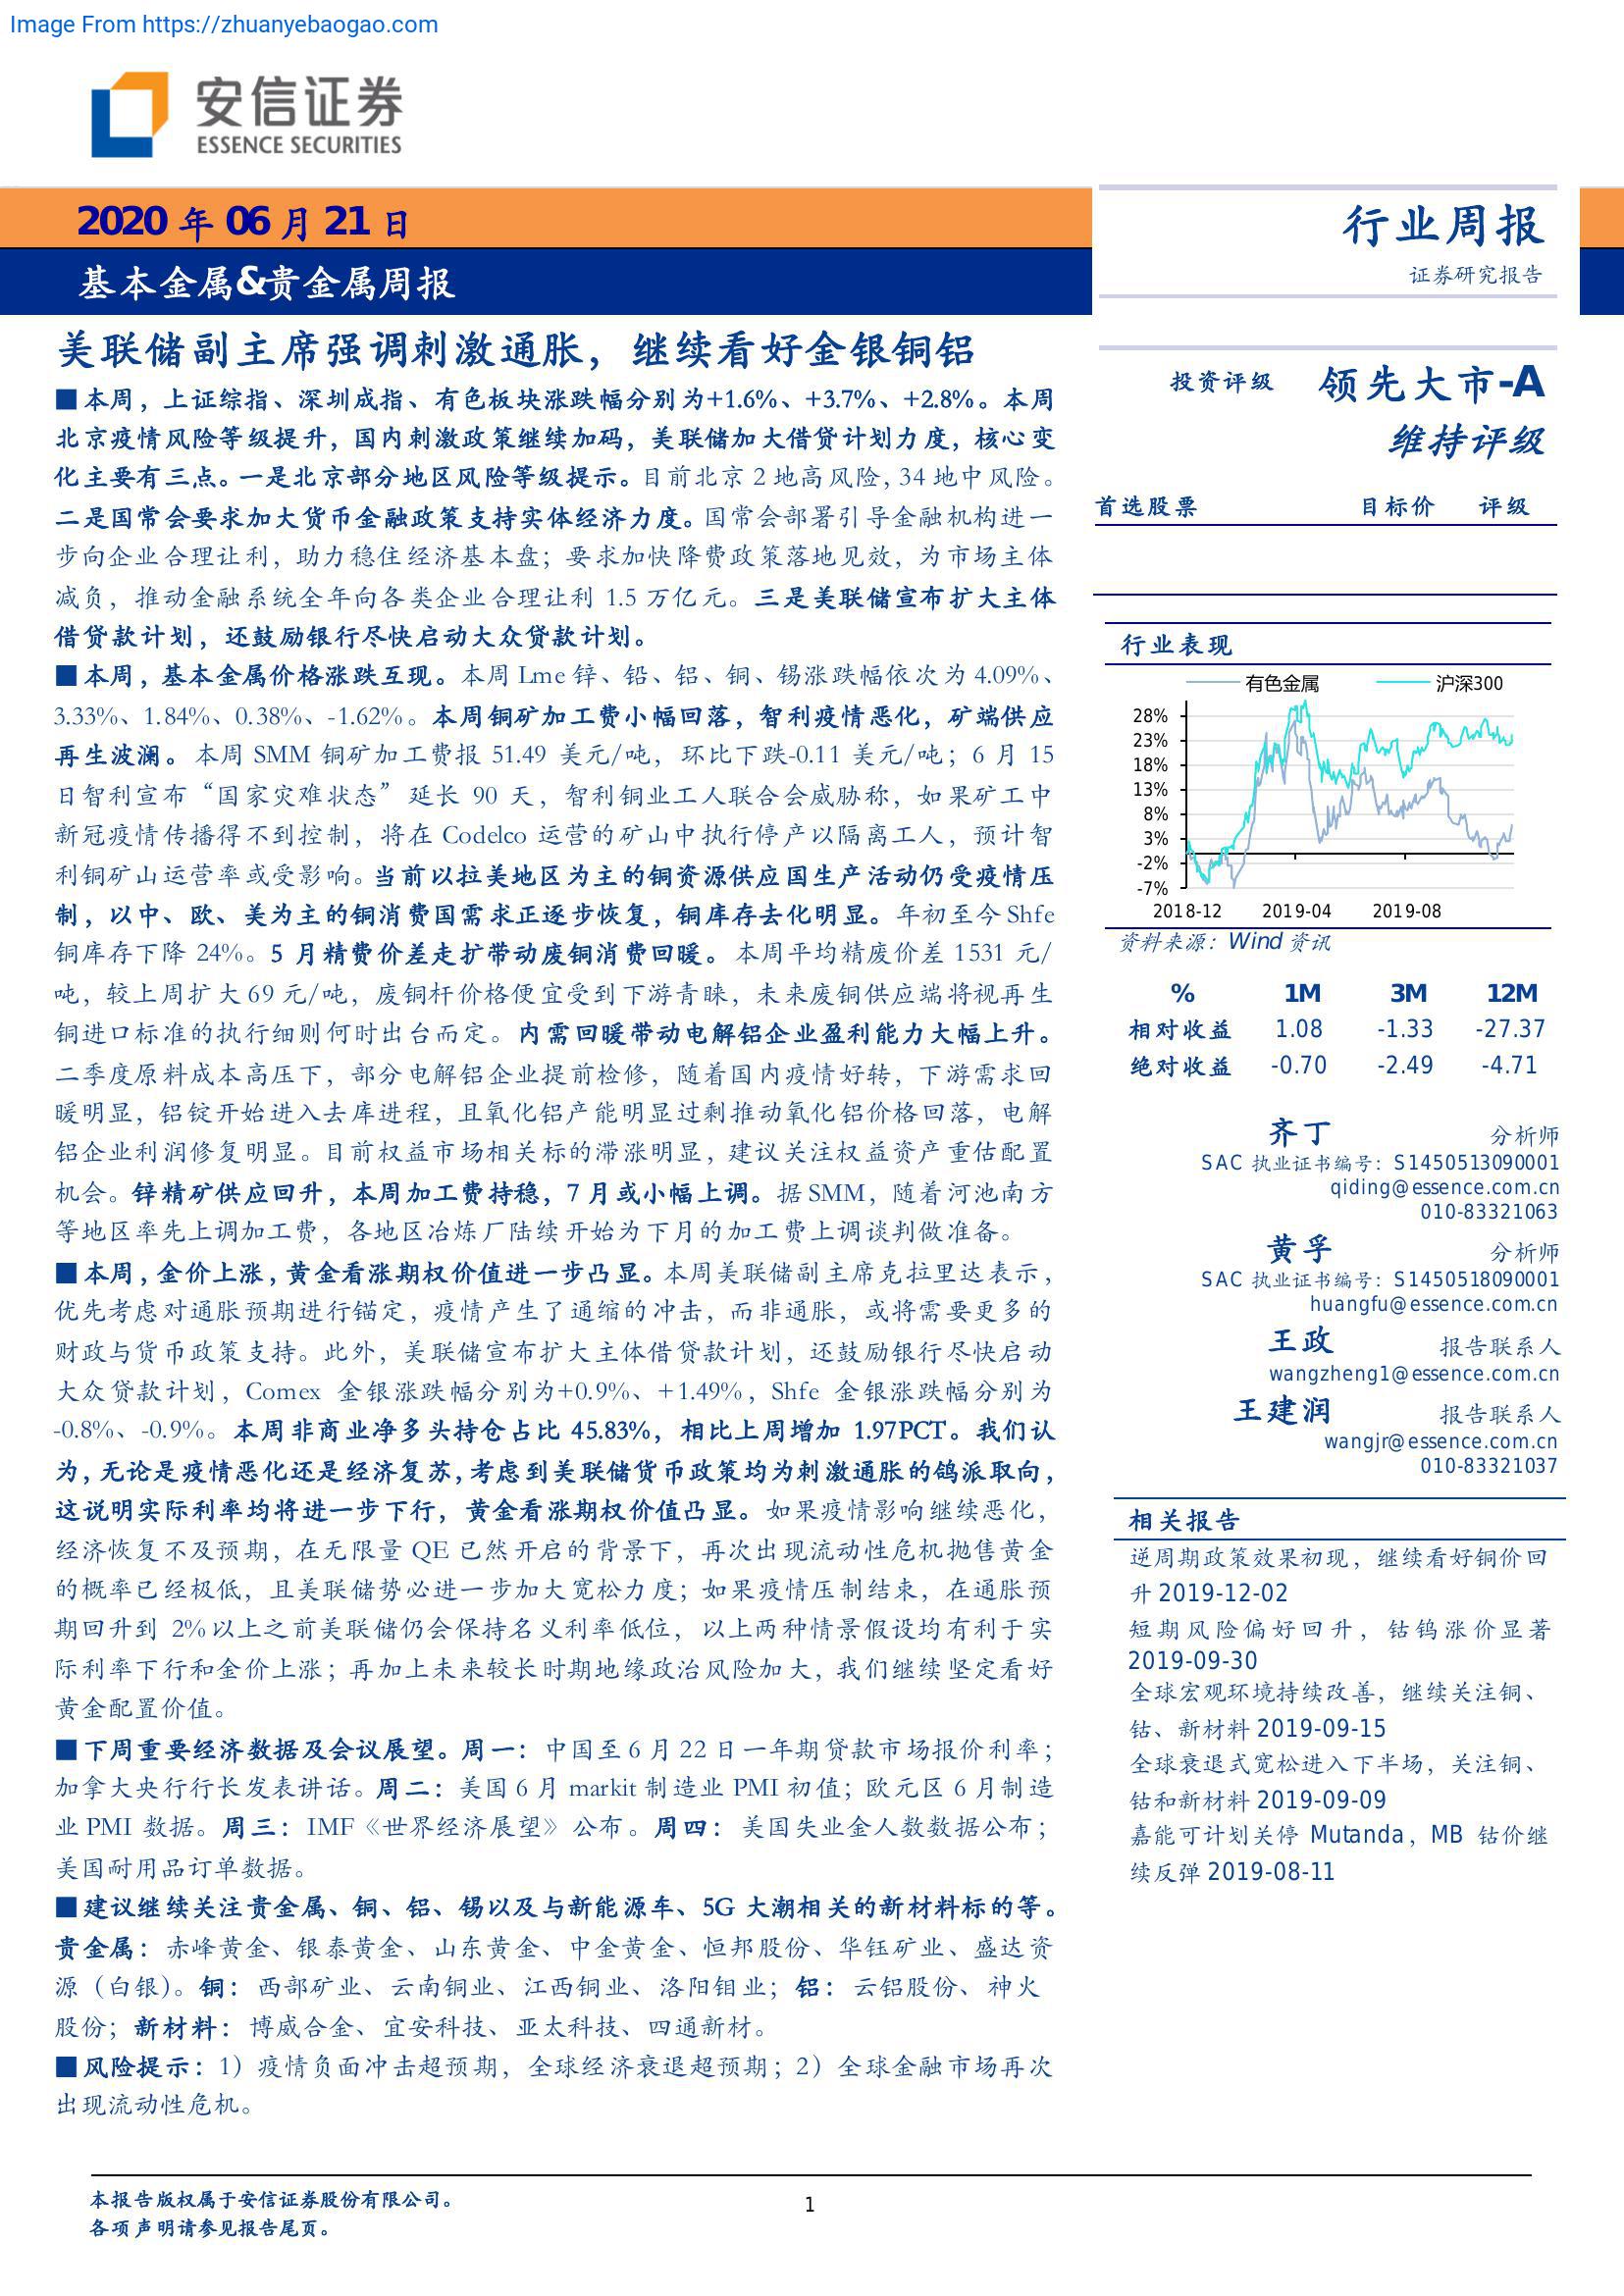 Image From https://zhuanyebaogao.com
安信证券
ESSENCE SECURITIES
2020 年 06 月 21 日
基本金属&贵金属周报
行业周报
证券研究报告
美联储副主席强调刺激通胀，继续看好金银铜铝
■本周，上证综指、深圳成指、有色板块涨跌幅分别为+1.6%、+3.7%、+2.8%。本周
北京疫情风险等级提升，国内刺激政策继续加码，美联储加大借贷计划力度，核心变
化主要有三点。一是北京部分地区风险等级提示。目前北京 2 地高风险，34 地中风险。
二是国常会要求加大货币金融政策支持实体经济力度。国常会部署引导金融机构进一
步向企业合理让利，助力稳住经济基本盘；要求加快降费政策落地见效，为市场主体
减负，推动金融系统全年向各类企业合理让利 1.5 万亿元。三是美联储宣布扩大主体
借贷款计划，还鼓励银行尽快启动大众贷款计划。
■本周，基本金属价格涨跌互现。本周 Lme 锌、铅、铝、铜、锡涨跌幅依次为 4.09%、
3.33%、1.84%、0.38%、-1.62%。本周铜矿加工费小幅回落，智利疫情恶化，矿端供应
再生波澜。本周 SMM 铜矿加工费报 51.49 美元/吨，环比下跌-0.11 美元/吨；6 月 15
日智利宣布“国家灾难状态”延长 90 天，智利铜业工人联合会威胁称，如果矿工中
新冠疫情传播得不到控制，将在 Codelco 运营的矿山中执行停产以隔离工人，预计智
利铜矿山运营率或受影响。当前以拉美地区为主的铜资源供应国生产活动仍受疫情压
制，以中、欧、美为主的铜消费国需求正逐步恢复，铜库存去化明显。年初至今 Shfe
铜库存下降 24%。5 月精费价差走扩带动废铜消费回暖。本周平均精废价差 1531 元/
吨，较上周扩大 69 元/吨，废铜杆价格便宜受到下游青睐，未来废铜供应端将视再生
铜进口标准的执行细则何时出台而定。内需回暖带动电解铝企业盈利能力大幅上升。
二季度原料成本高压下，部分电解铝企业提前检修，随着国内疫情好转，下游需求回
暖明显，铝锭开始进入去库进程，且氧化铝产能明显过剩推动氧化铝价格回落，电解
铝企业利润修复明显。目前权益市场相关标的滞涨明显，建议关注权益资产重估配置
机会。锌精矿供应回升，本周加工费持稳，7 月或小幅上调。据 SMM，随着河池南方
等地区率先上调加工费，各地区冶炼厂陆续开始为下月的加工费上调谈判做准备。
■本周，金价上涨，黄金看涨期权价值进一步凸显。本周美联储副主席克拉里达表示，
优先考虑对通胀预期进行锚定，疫情产生了通缩的冲击，而非通胀，或将需要更多的
财政与货币政策支持。此外，美联储宣布扩大主体借贷款计划，还鼓励银行尽快启动
大众贷款计划，Comex 金银涨跌幅分别为+0.9%、+1.49%，Shfe 金银涨跌幅分别为
-0.8%、-0.9%。本周非商业净多头持仓占比 45.83%，相比上周增加 1.97PCT。我们认
为，无论是疫情恶化还是经济复苏，考虑到美联储货币政策均为刺激通胀的鸽派取向，
这说明实际利率均将进一步下行，黄金看涨期权价值凸显。如果疫情影响继续恶化，
经济恢复不及预期，在无限量 QE 已然开启的背景下，再次出现流动性危机抛售黄金
的概率已经极低，且美联储势必进一步加大宽松力度；如果疫情压制结束，在通胀预
期回升到 2%以上之前美联储仍会保持名义利率低位，以上两种情景假设均有利于实
际利率下行和金价上涨；再加上未来较长时期地缘政治风险加大，我们继续坚定看好
黄金配置价值。
■下周重要经济数据及会议展望。周一：中国至 6 月 22 日一年期贷款市场报价利率；
加拿大央行行长发表讲话。周二：美国 6 月 markit 制造业 PMI 初值；欧元区 6 月制造
业 PMI 数据。周三：IMF《世界经济展望》公布。周四：美国失业金人数数据公布；
美国耐用品订单数据。
■建议继续关注贵金属、铜、铝、锡以及与新能源车、5G 大潮相关的新材料标的等。
贵金属：赤峰黄金、银泰黄金、山东黄金、中金黄金、恒邦股份、华钰矿业、盛达资
源（白银）。铜：西部矿业、云南铜业、江西铜业、洛阳钼业；铝：云铝股份、神火
股份；新材料：博威合金、宜安科技、亚太科技、四通新材。
■风险提示：1）疫情负面冲击超预期，全球经济衰退超预期；2）全球金融市场再次
出现流动性危机。
投资评级 领先大市-A
维持评级
首选股票 目标价 评级
行业表现
有色金属 沪深300
28%
23%
18%
13%
8%
3%
-2%
-7%
2018-12 2019-04 2019-08
资料来源：Wind 资讯
% 1M 3M 12M
相对收益 1.08 -1.33 -27.37
绝对收益 -0.70 -2.49 -4.71
齐丁 分析师
SAC 执业证书编号：S1450513090001
qiding@essence.com.cn
010-83321063
黄孚 分析师
SAC 执业证书编号：S1450518090001
huangfu@essence.com.cn
王政 报告联系人
wangzheng1@essence.com.cn
王建润 报告联系人
wangjr@essence.com.cn
010-83321037
相关报告
逆周期政策效果初现，继续看好铜价回
升 2019-12-02
短期风险偏好回升，钴钨涨价显著
2019-09-30
全球宏观环境持续改善，继续关注铜、
钴、新材料 2019-09-15
全球衰退式宽松进入下半场，关注铜、
钴和新材料 2019-09-09
嘉能可计划关停 Mutanda，MB 钴价继
续反弹 2019-08-11
本报告版权属于安信证券股份有限公司。
各项声明请参见报告尾页。
1